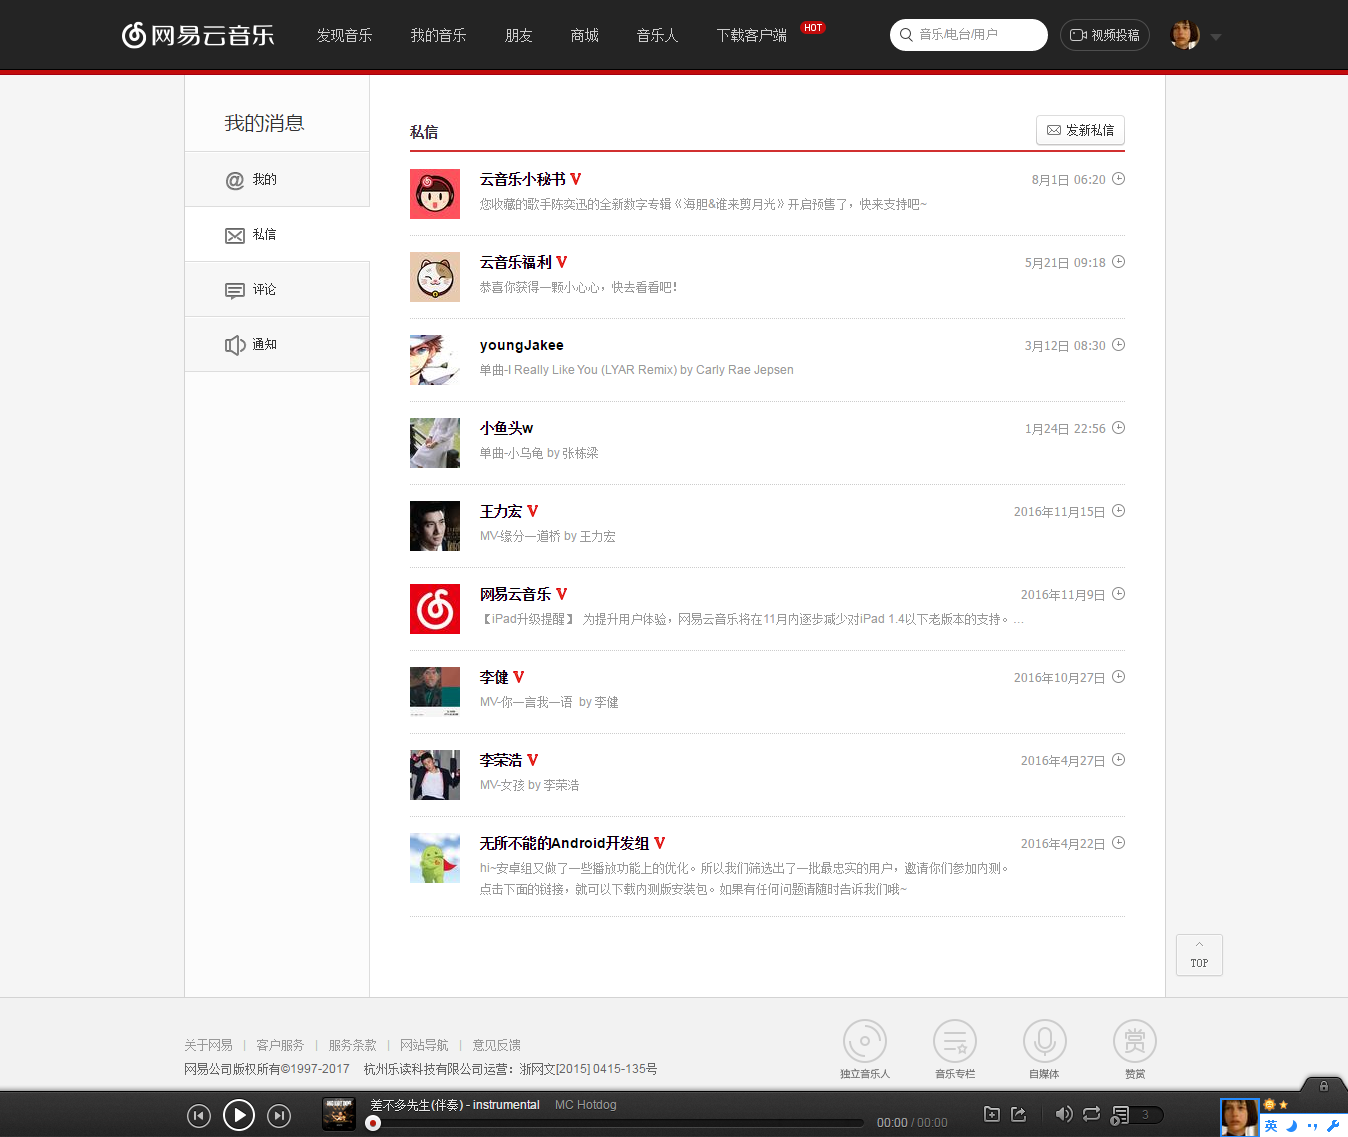 网易云音乐 发现音乐 我的音乐 朋友 商城 音乐人 下载客户端 HOT 音乐/电台/用户 视频投稿
我的消息
我的
私信
评论
通知
私信 发新私信
云音乐小秘书 V 8月1日 06:20
您收藏的歌手陈奕迅的全新数字专辑《海胆&谁来剪月光》开启预售了，快来支持吧~
云音乐福利 V 5月21日 09:18
恭喜你获得一颗小心心，快去看看吧！
youngJakee 3月12日 08:30
单曲-I Really Like You (LYAR Remix) by Carly Rae Jepsen
小鱼头w 1月24日 22:56
单曲-小乌龟 by 张栋梁
王力宏 V 2016年11月15日
MV-缘分一道桥 by 王力宏
网易云音乐 V 2016年11月9日
【iPad升级提醒】 为提升用户体验，网易云音乐将在11月内逐步减少对iPad 1.4以下老版本的支持。...
李健 V 2016年10月27日
MV-你一言我一语 by 李健
李荣浩 V 2016年4月27日
MV-女孩 by 李荣浩
无所不能的Android开发组 V 2016年4月22日
hi~安卓组又做了一些播放功能上的优化。所以我们筛选出了一批最忠实的用户，邀请你们参加内测。
点击下面的链接，就可以下载内测版安装包。如果有任何问题请随时告诉我们哦~
TOP
关于网易 | 客户服务 | 服务条款 | 网站导航 | 意见反馈
网易公司版权所有©1997-2017 杭州乐读科技有限公司运营：浙网文[2015] 0415-135号
独立音乐人 音乐专栏 自媒体 赏 赞赏
差不多先生(伴奏) - instrumental MC Hotdog
00:00 / 00:00 3
英